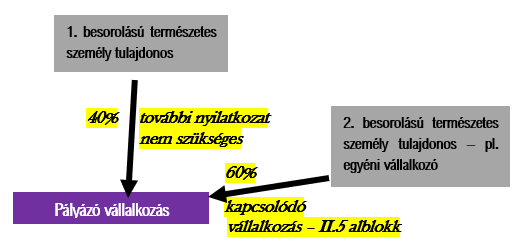 1. besorolású természetes
személy tulajdonos
40% további nyilatkozat
nem szükséges
2. besorolású természetes
személy tulajdonos – pl.
egyéni vállalkozó
60%
kapcsolódó
vállalkozás – II.5 alblokk
Pályázó vállalkozás